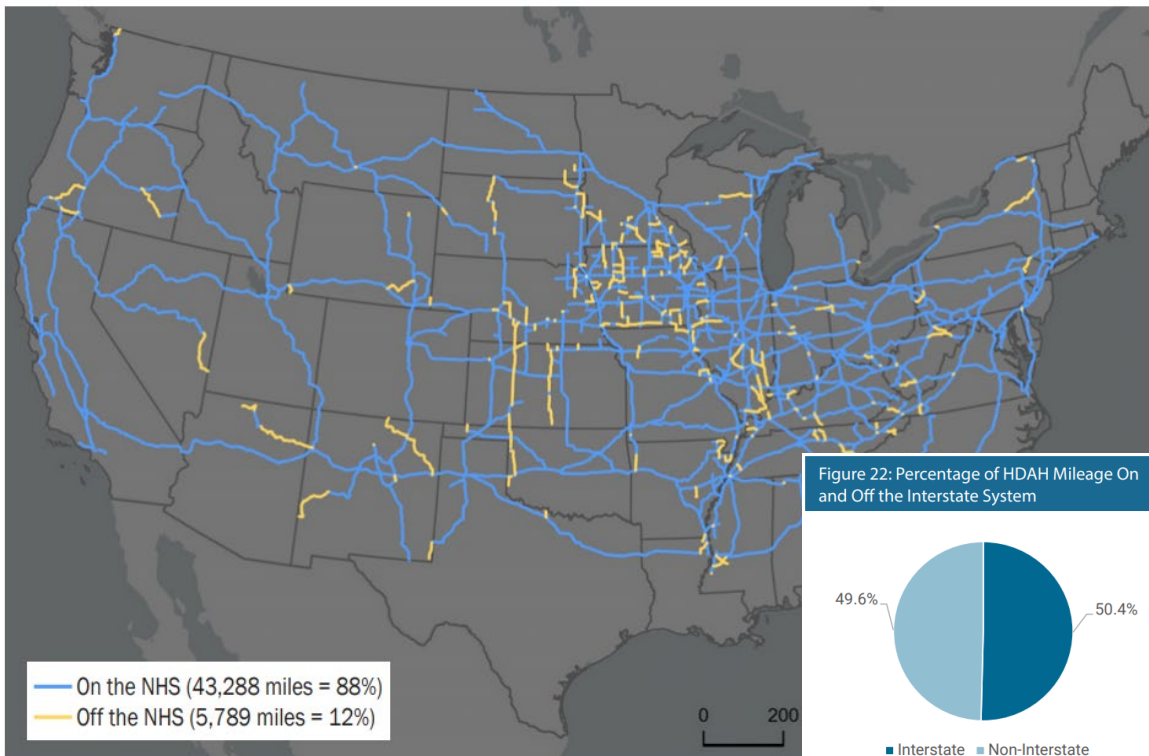 On the NHS (43,288 miles = 88%)
Off the NHS (5,789 miles = 12%)
0 200
Figure 22: Percentage of HDAH Mileage On
and Off the Interstate System
49.6%
50.4%
Interstate Non-Interstate